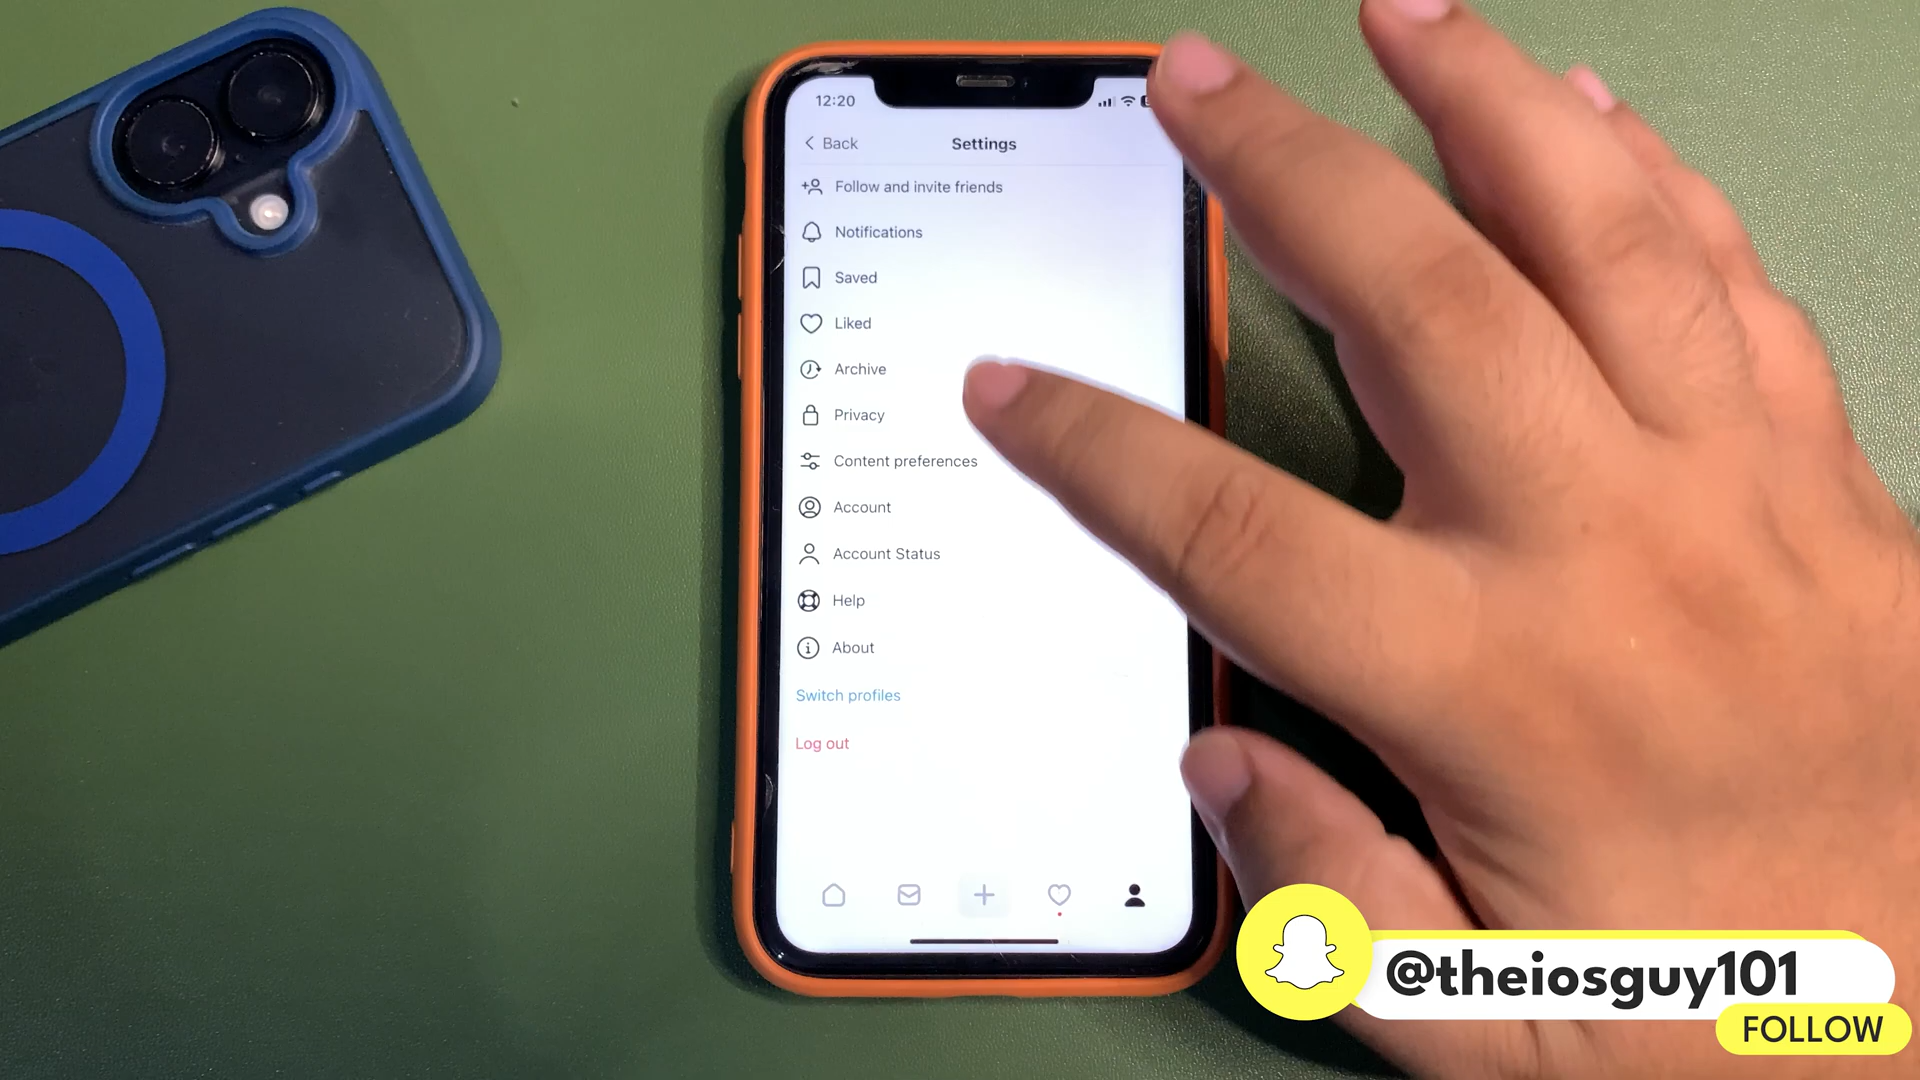 12:20
Back
Settings
Follow and invite friends
Notifications
Saved
Liked
Archive
Privacy
Content preferences
Account
Account Status
Help
About
Switch profiles
Log out
@theiosguy101
FOLLOW